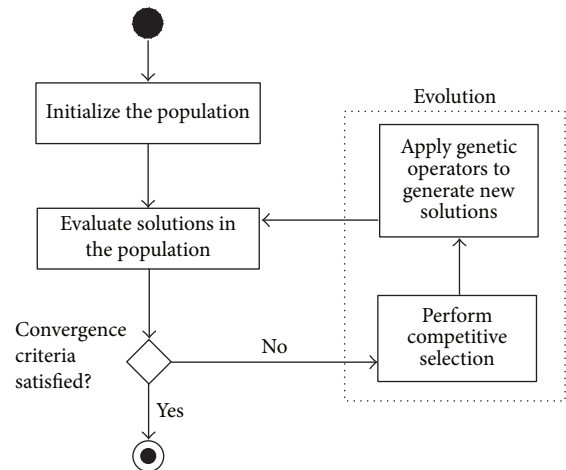 Initialize the population
Evolution
Apply genetic
operators to
generate new
solutions
Evaluate solutions in
the population
Perform
competitive
selection
Convergence
criteria
satisfied?
No
Yes